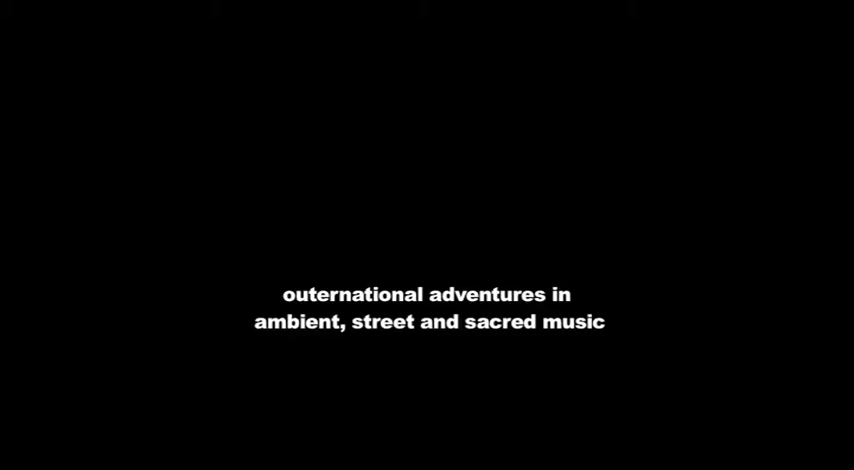 outernational adventures in
ambient, street and sacred music